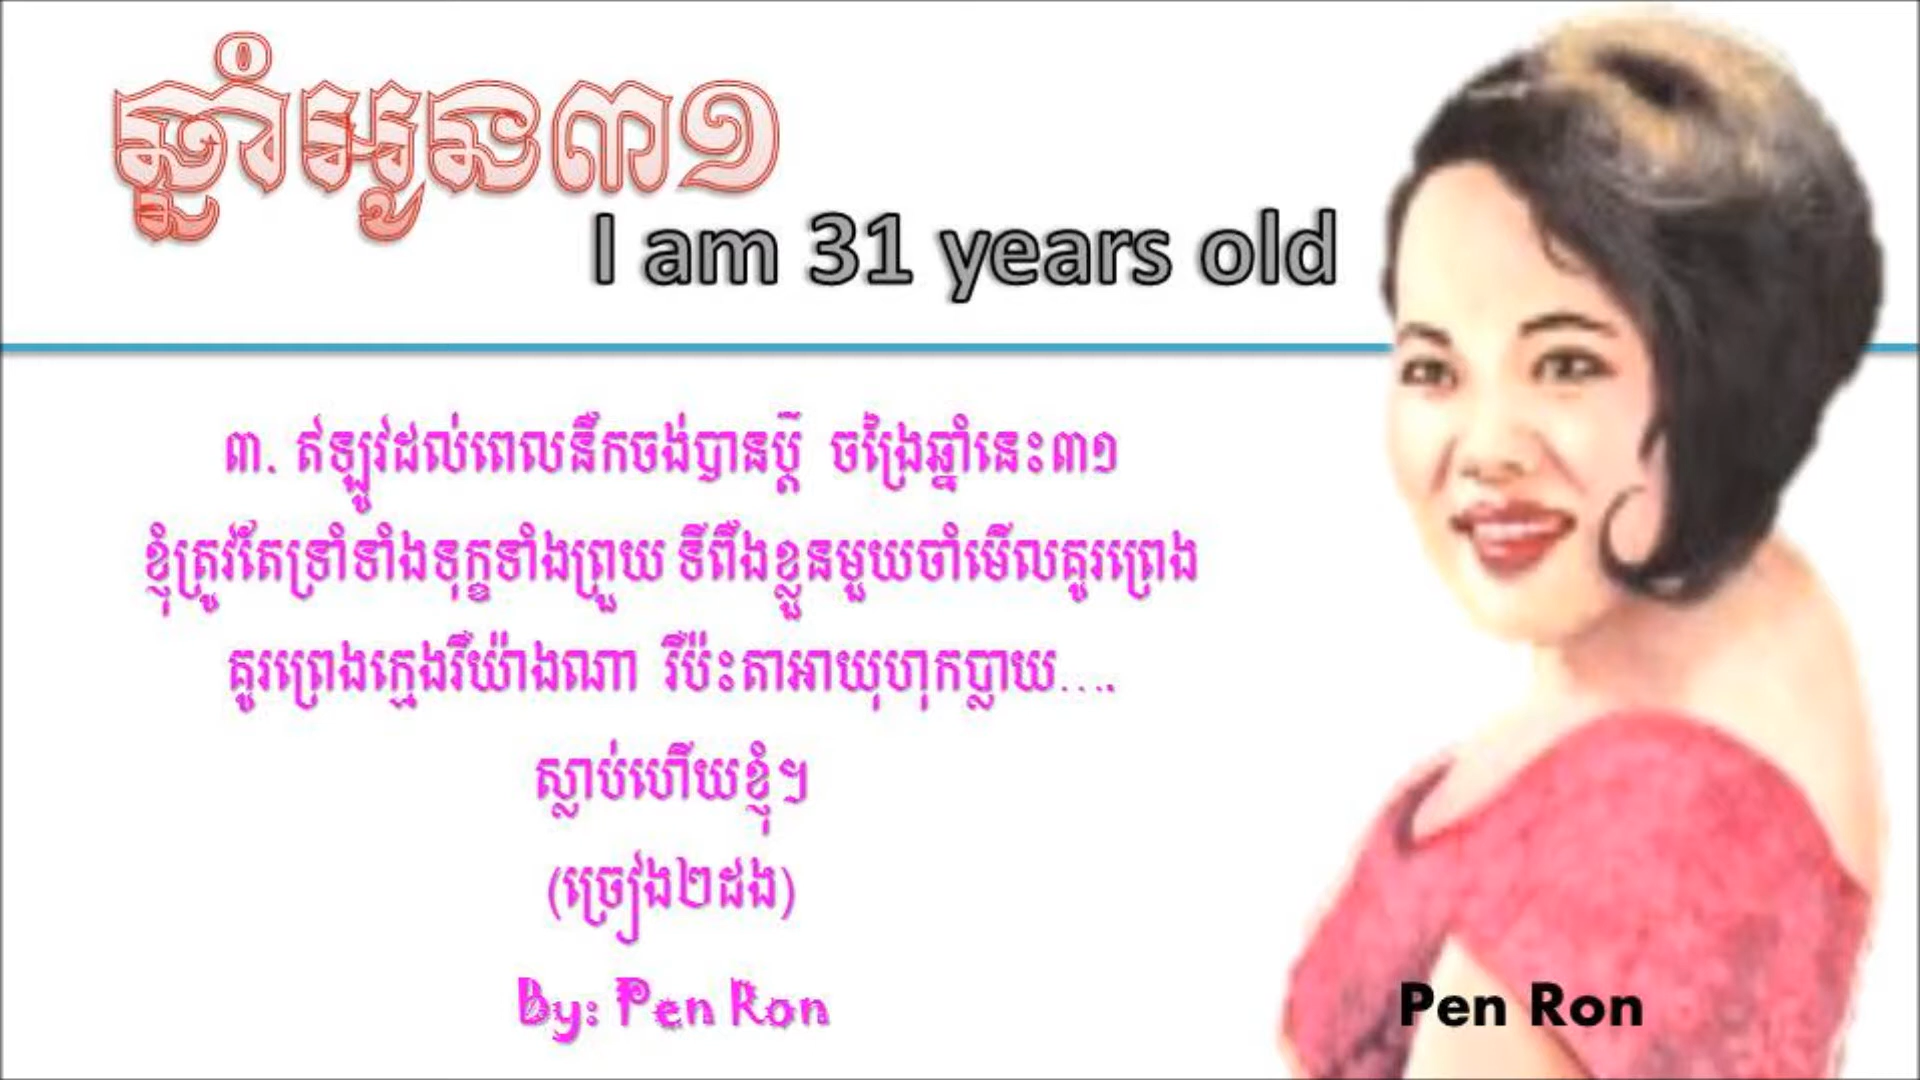 ឆ្នាំអូន៣១
I am 31 years old
៣. ឥឡូវដល់ពេលនឹកចង់បានប្ដី ចង្រៃឆ្នាំនេះ៣១
ខ្ញុំត្រូវតែទ្រាំទាំងទុក្ខទាំងព្រួយ ទីពឹងខ្លួនមួយចាំមើលគូរព្រេង
គូរព្រេងក្មេងរឺយ៉ាងណា រឺប៉ះតាអាយុហុកប្លាយ....
ស្លាប់ហើយខ្ញុំៗ
(ច្រៀង២ដង)
By: Pen Ron
Pen Ron